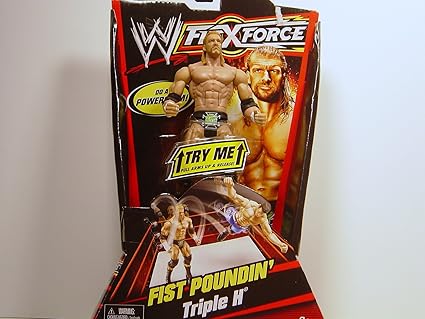 W FLEXFORCE
DO A
POWER
TRY ME
PULL ARMS UP & RELEASE!
FIST POUNDIN'
Triple H®